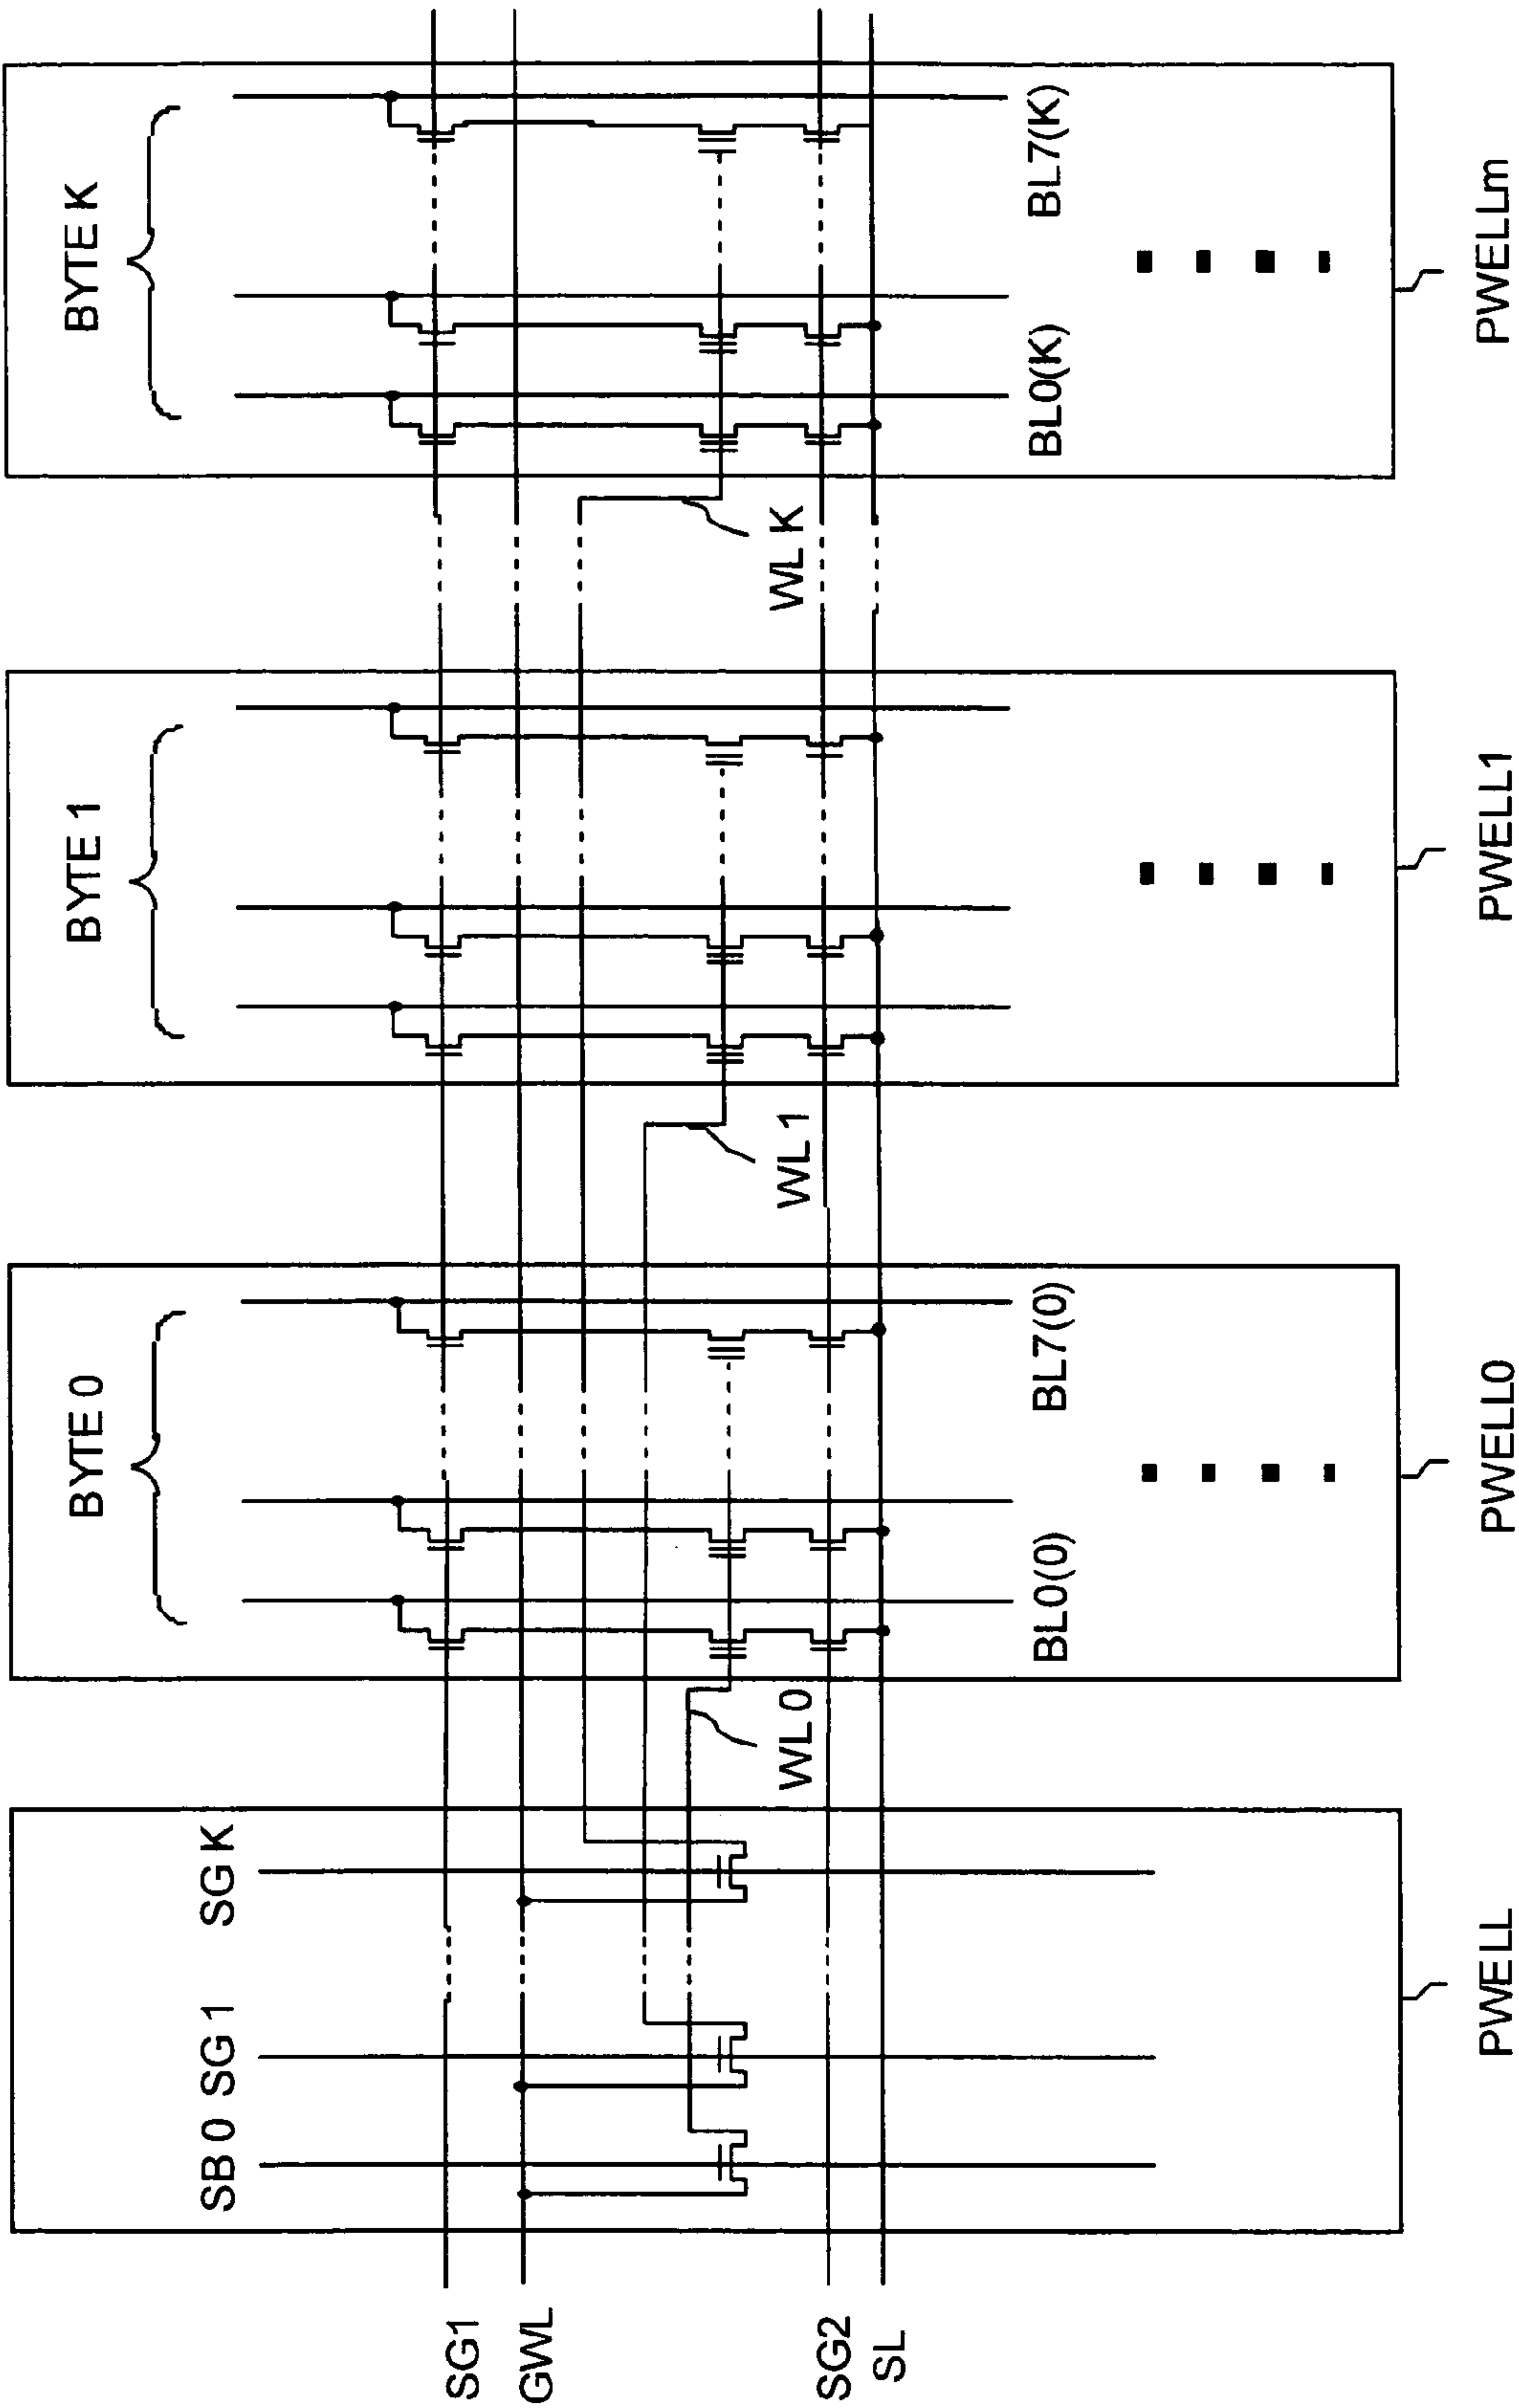 BYTE 0
BYTE 1
BYTE K
SB 0
SG 1
SG K
SG1
GWL
WL 0
WL 1
WL K
SG2
SL
BL0(0)
BL7(0)
BL0(K)
BL7(K)
PWELL
PWELL0
PWELL1
PWELLm